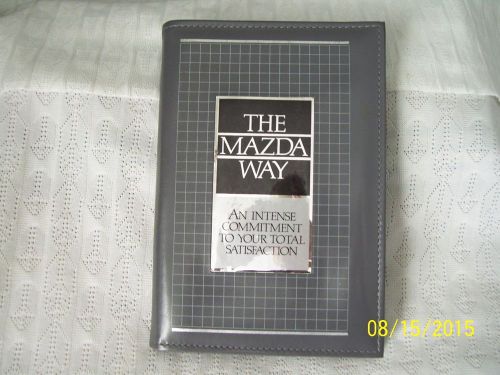 THE
MAZDA
WAY
AN INTENSE
COMMITMENT
TO YOUR TOTAL
SATISFACTION
08/15/2015